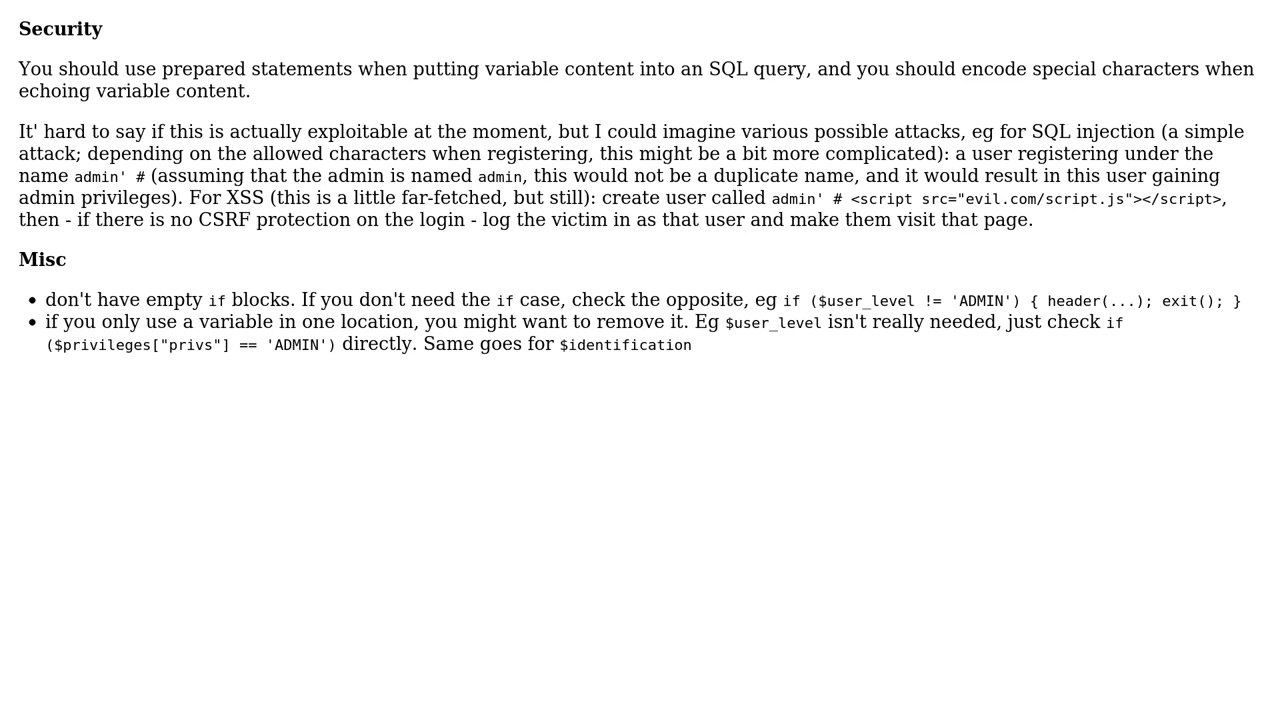 Security
You should use prepared statements when putting variable content into an SQL query, and you should encode special characters when
echoing variable content.
It' hard to say if this is actually exploitable at the moment, but I could imagine various possible attacks, eg for SQL injection (a simple
attack; depending on the allowed characters when registering, this might be a bit more complicated): a user registering under the
name admin' # (assuming that the admin is named admin, this would not be a duplicate name, and it would result in this user gaining
admin privileges). For XSS (this is a little far-fetched, but still): create user called admin' # <script src="evil.com/script.js"></script>,
then - if there is no CSRF protection on the login - log the victim in as that user and make them visit that page.
Misc
• don't have empty if blocks. If you don't need the if case, check the opposite, eg if ($user_level != 'ADMIN') { header(...); exit(); }
• if you only use a variable in one location, you might want to remove it. Eg $user_level isn't really needed, just check if
($privileges["privs"] == 'ADMIN') directly. Same goes for $identification